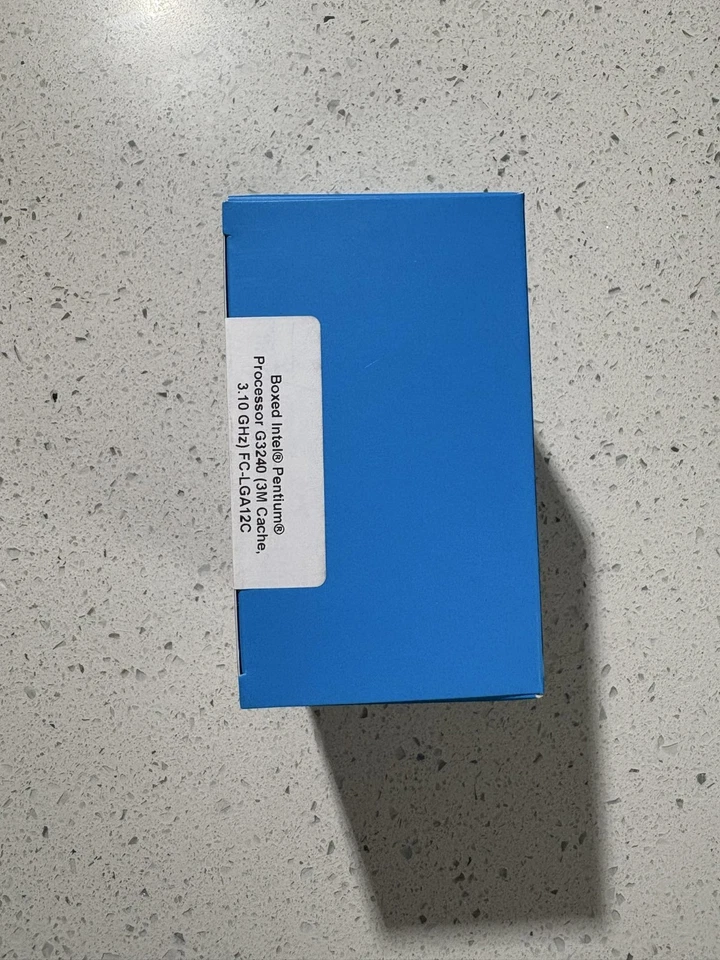 Boxed Intel® Pentium®
Processor G3240 (3M Cache,
3.10 GHz) FC-LGA12C